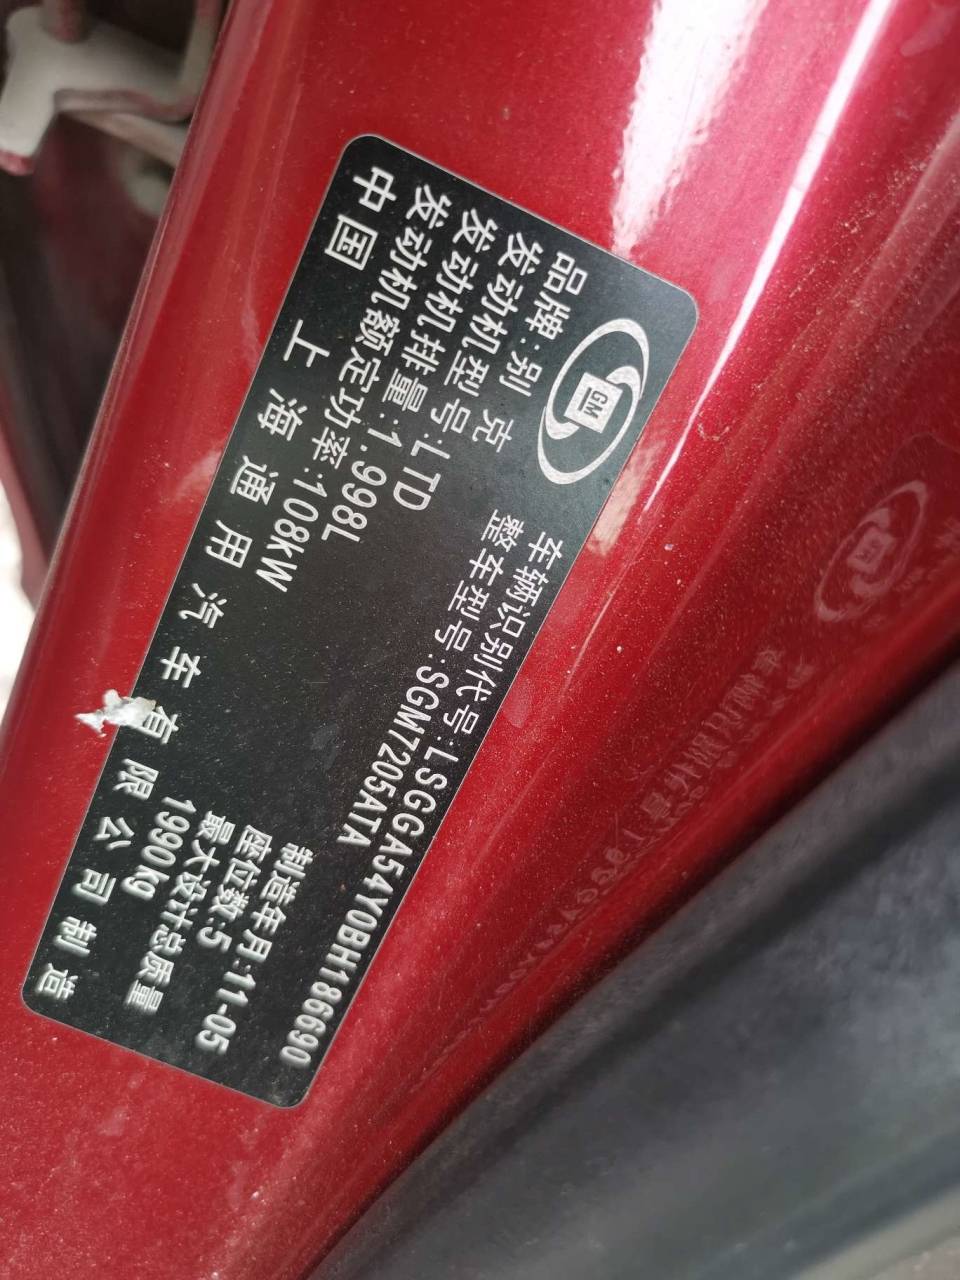 GM
车辆识别代号:LSGGA54Y0BH186690
品牌:别 克
整车型号:SGM7205ATA
发动机型号:LTD
制造年月:11-05
发动机排量:1.998L
座位数:5
发动机额定功率:108kW
最大设计总质量
1990kg
中国 上海通用汽车有限公司制造